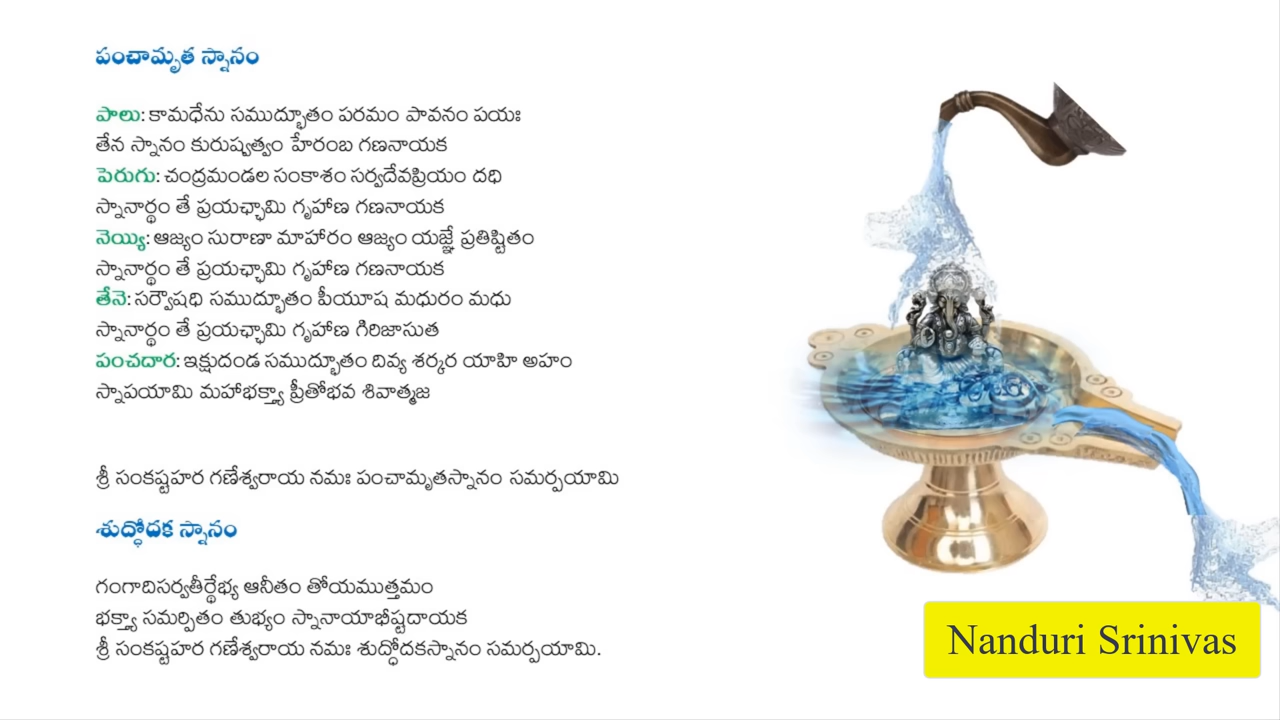 పంచామృత స్నానం
పాలు: కామధేను సముద్భూతం పరమం పావనం పయః
తేన స్నానం కురుష్వత్వం హేరంబ గణనాయక
పెరుగు: చంద్రమండల సంకాశం సర్వదేవప్రియం దధి
స్నానార్థం తే ప్రయఛ్ఛామి గృహాణ గణనాయక
నెయ్యి: ఆజ్యం సురాణా మాహారం ఆజ్యం యజ్ఞే ప్రతిష్టితం
స్నానార్థం తే ప్రయఛ్ఛామి గృహాణ గణనాయక
తేనె: సర్వౌషధి సముద్భూతం పీయూష మధురం మధు
స్నానార్థం తే ప్రయఛ్ఛామి గృహాణ గిరిజాసుత
పంచదార: ఇక్షుదండ సముద్భూతం దివ్య శర్కర యాహి అహం
స్నాపయామి మహాభక్త్యా ప్రీతోభవ శివాత్మజ
శ్రీ సంకష్టహర గణేశ్వరాయ నమః పంచామృతస్నానం సమర్పయామి
శుద్ధోదక స్నానం
గంగాదిసర్వతీర్థేభ్య ఆనీతం తోయముత్తమం
భక్త్యా సమర్పితం తుభ్యం స్నానాయాభీష్టదాయక
శ్రీ సంకష్టహర గణేశ్వరాయ నమః శుద్ధోదకస్నానం సమర్పయామి.
Nanduri Srinivas